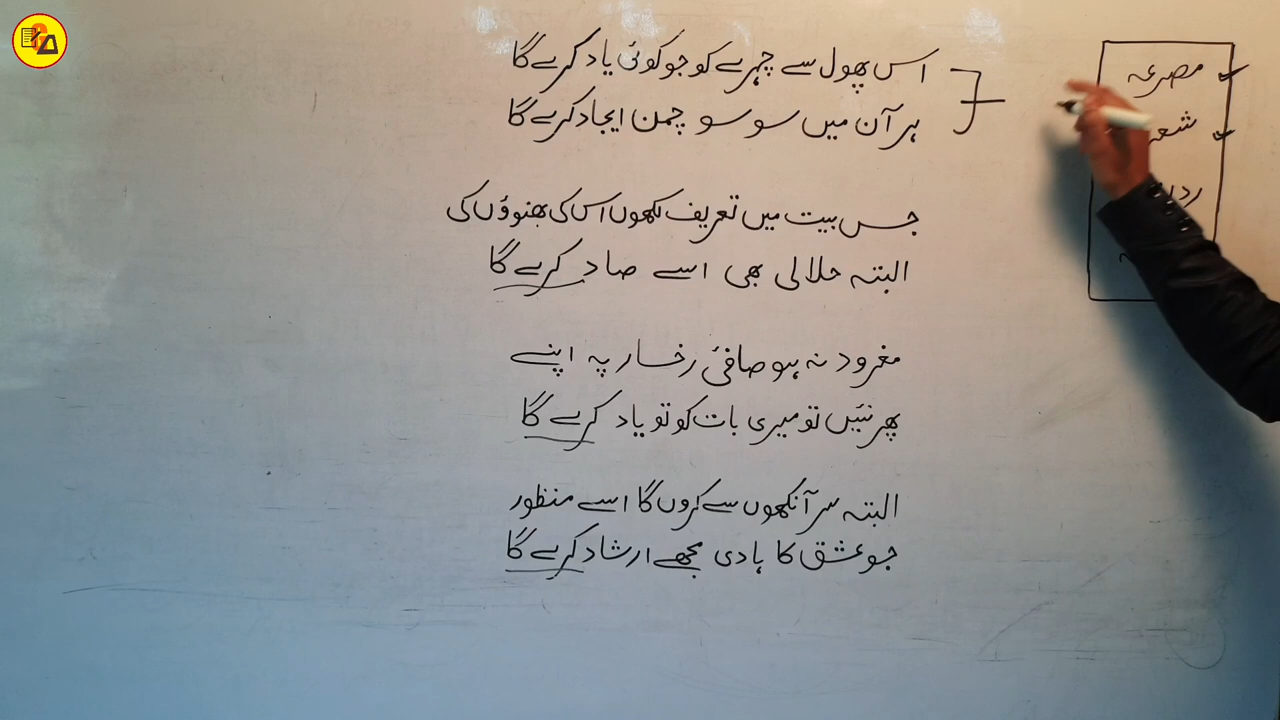 اس پھول سے چہرے کو جو کوئی یاد کرے گا
ہر آن میں سو سو چمن ایجاد کرے گا
جس بیت میں تعریف لکھوں اس کی بھنوؤں کی
البتہ حلالی بھی اسے صاد کرے گا
مغرود نہ ہو صافئ رخسار پہ اپنے
پھر نئیں تو میری بات کو تو یاد کرے گا
البتہ سر آنکھوں سے کروں گا اسے منظور
جو عشق کا ہادی مجھے ارشاد کرے گا
مصرعہ
شعر